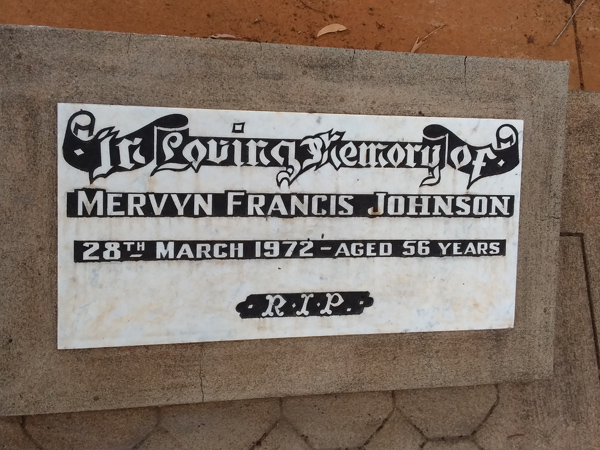 In Loving Memory of
MERVYN FRANCIS JOHNSON
28TH MARCH 1972 - AGED 56 YEARS
· R · I · P ·